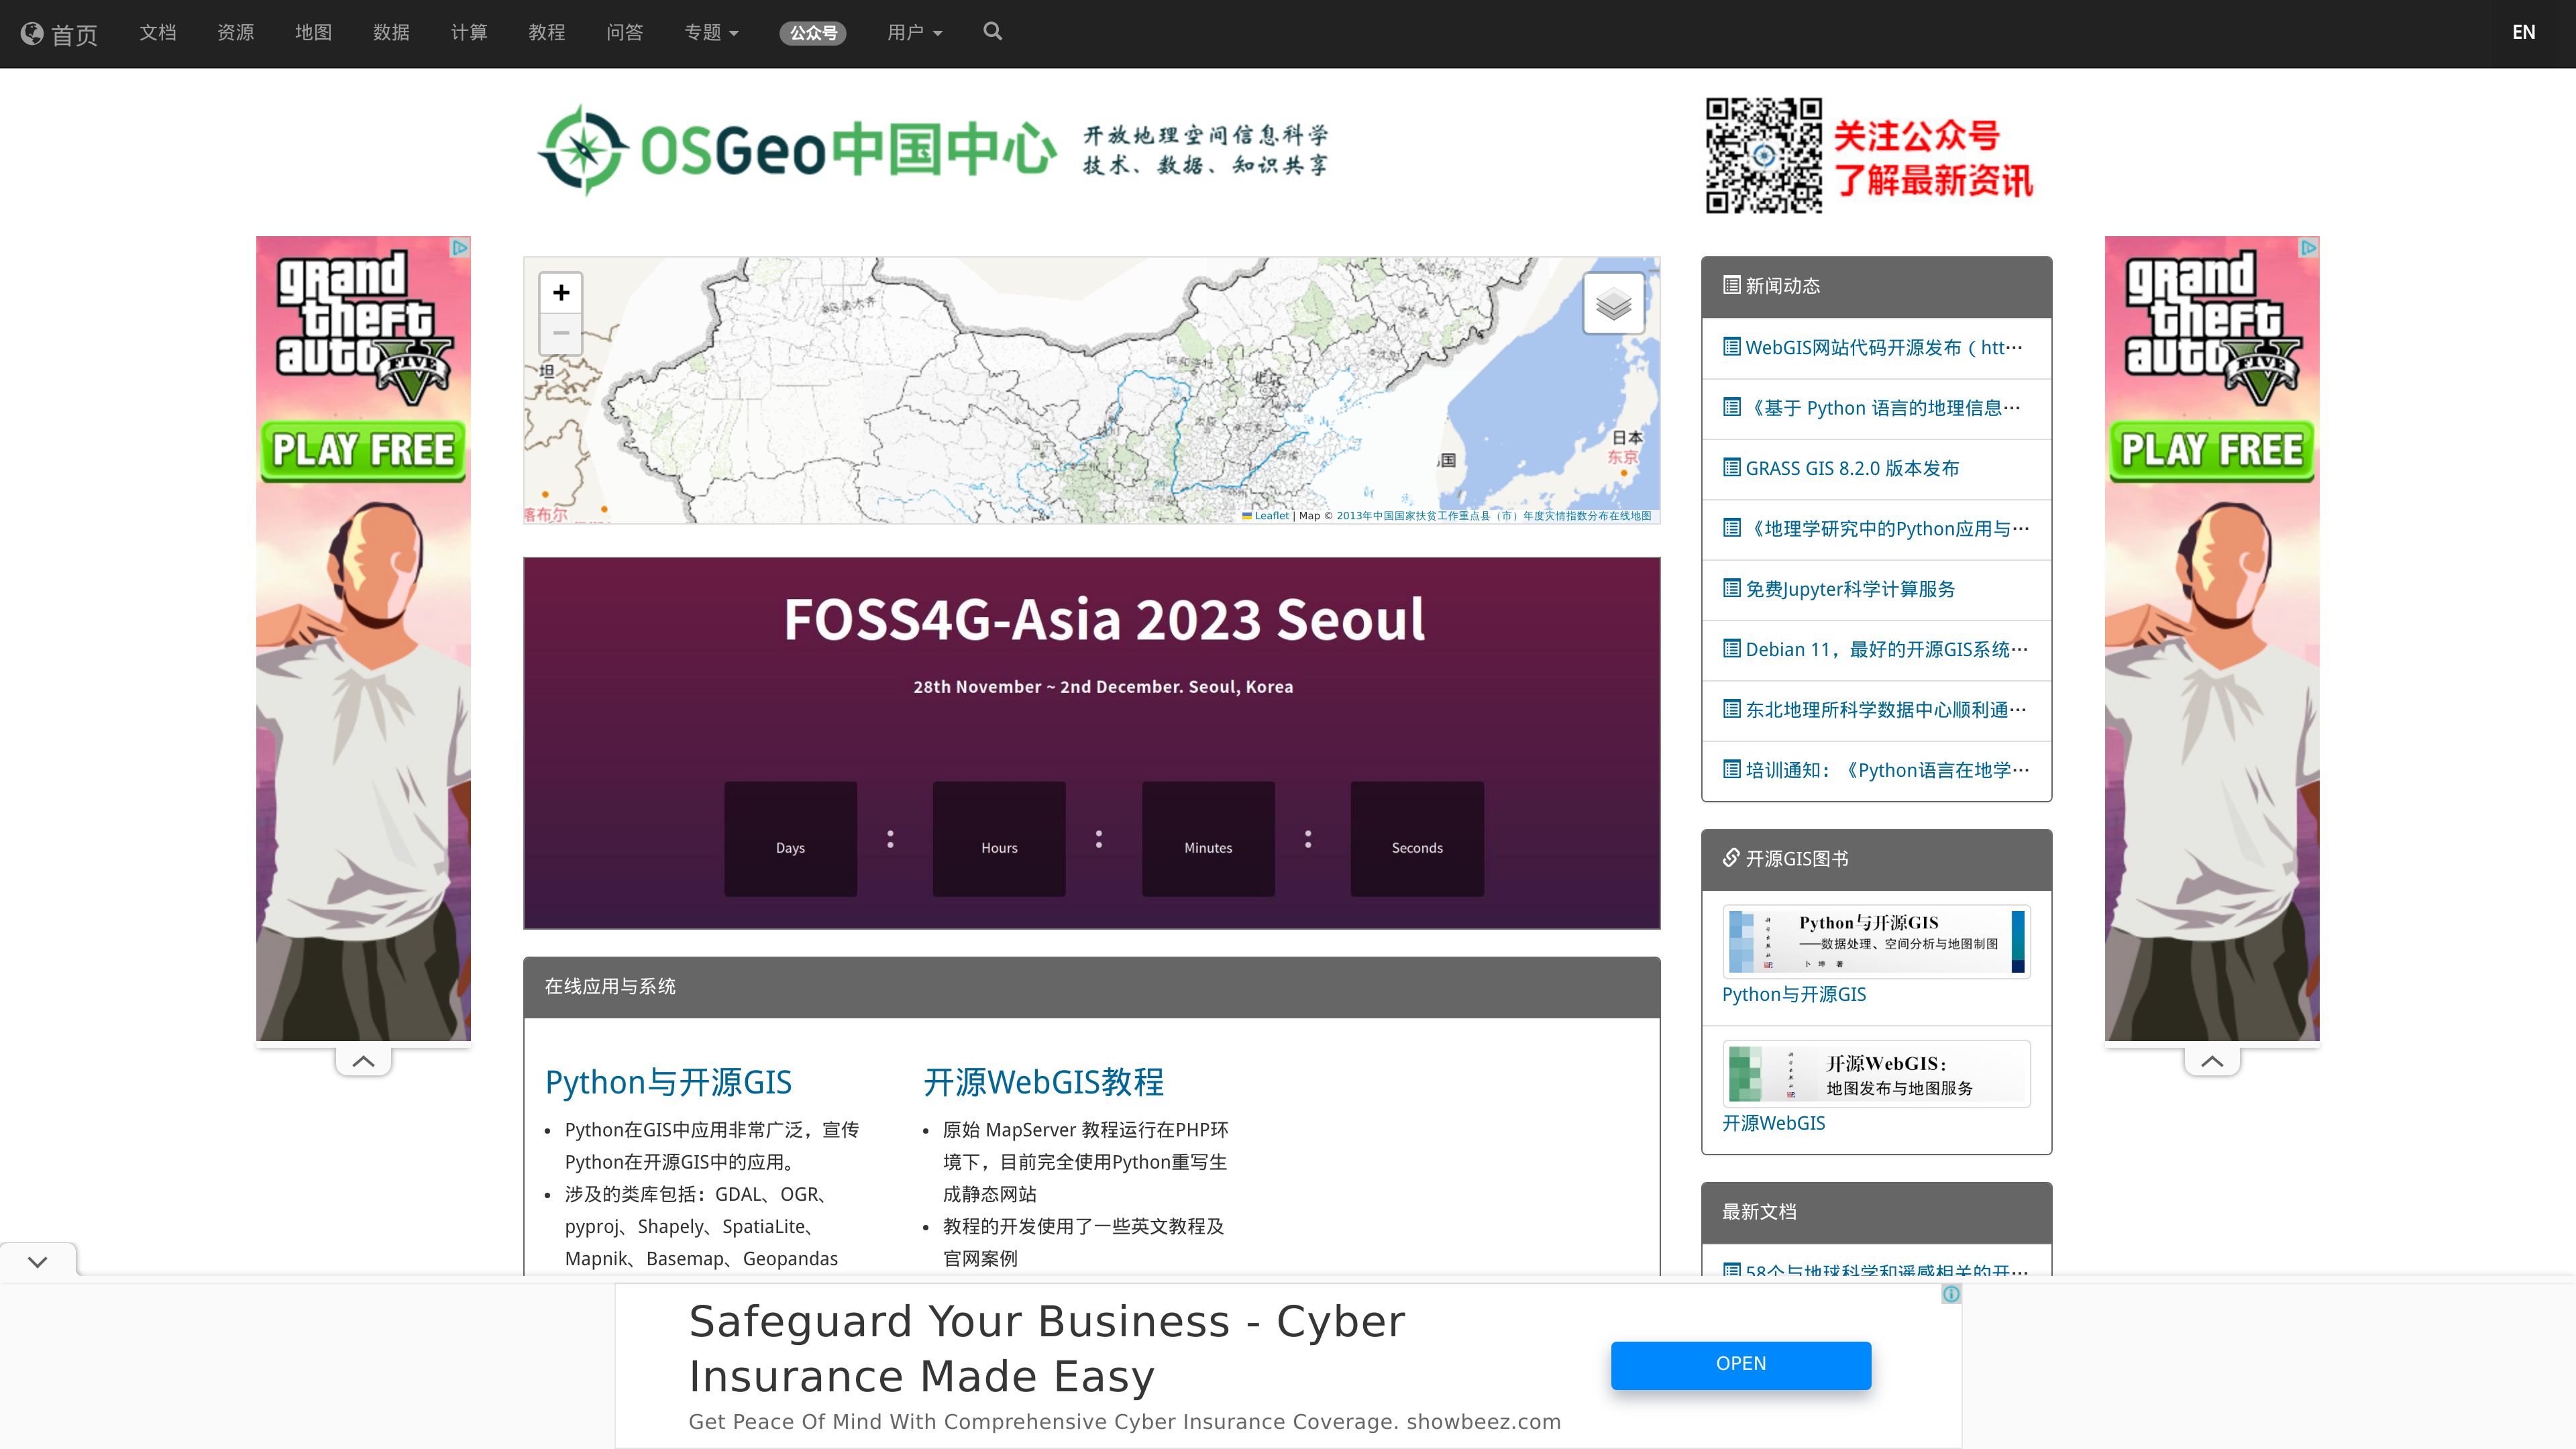 首页 文档 资源 地图 数据 计算 教程 问答 专题 公众号 用户 EN
OSGeo中国中心
开放地理空间信息科学
技术、数据、知识共享
关注公众号
了解最新资讯
grand
theft
auto
FIVE
PLAY FREE
+
−
乌鲁木齐
坦
北京
太原
日本
东京
国
喀布尔
Leaflet | Map © 2013年中国国家扶贫工作重点县（市）年度灾情指数分布在线地图
FOSS4G-Asia 2023 Seoul
28th November ~ 2nd December. Seoul, Korea
Days : Hours : Minutes : Seconds
在线应用与系统
Python与开源GIS
Python在GIS中应用非常广泛，宣传
Python在开源GIS中的应用。
涉及的类库包括：GDAL、OGR、
pyproj、Shapely、SpatiaLite、
Mapnik、Basemap、Geopandas
开源WebGIS教程
原始 MapServer 教程运行在PHP环
境下，目前完全使用Python重写生
成静态网站
教程的开发使用了一些英文教程及
官网案例
新闻动态
WebGIS网站代码开源发布（htt…
《基于 Python 语言的地理信息…
GRASS GIS 8.2.0 版本发布
《地理学研究中的Python应用与…
免费Jupyter科学计算服务
Debian 11，最好的开源GIS系统…
东北地理所科学数据中心顺利通…
培训通知：《Python语言在地学…
开源GIS图书
Python与开源GIS
——数据处理、空间分析与地图制图
卜 坤 著
Python与开源GIS
开源WebGIS：
地图发布与地图服务
开源WebGIS
最新文档
58个与地球科学和遥感相关的开…
grand
theft
auto
FIVE
PLAY FREE
Safeguard Your Business - Cyber
Insurance Made Easy
Get Peace Of Mind With Comprehensive Cyber Insurance Coverage. showbeez.com
OPEN